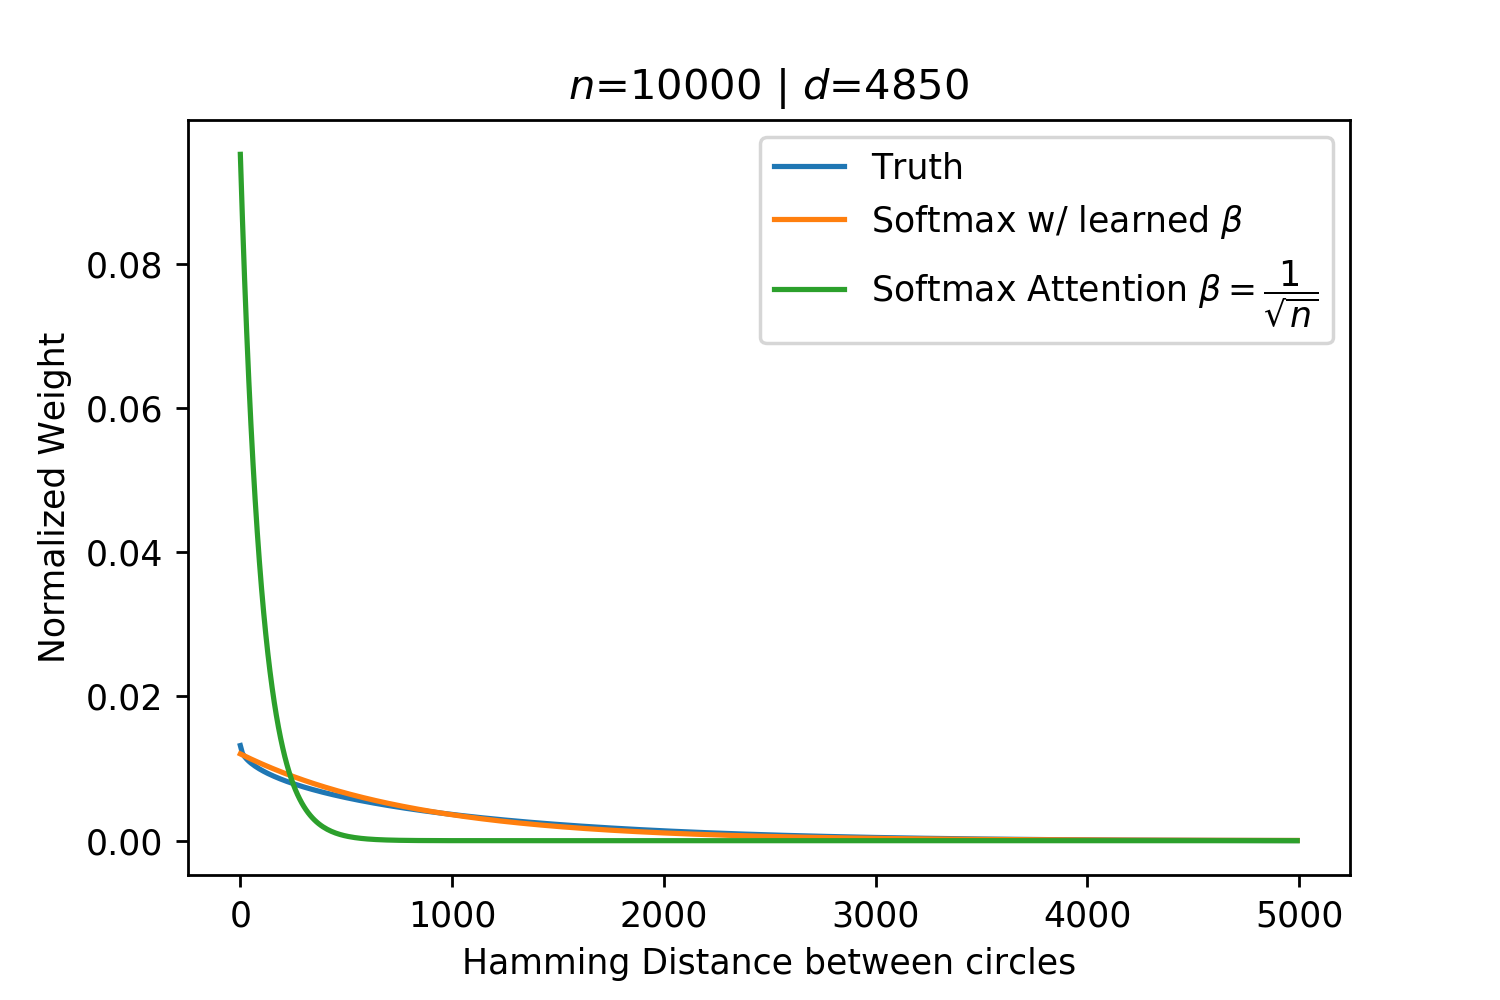 n=10000 | d=4850
Truth
Softmax w/ learned β
Softmax Attention β = 1/√n
Normalized Weight
0.08
0.06
0.04
0.02
0.00
0 1000 2000 3000 4000 5000
Hamming Distance between circles